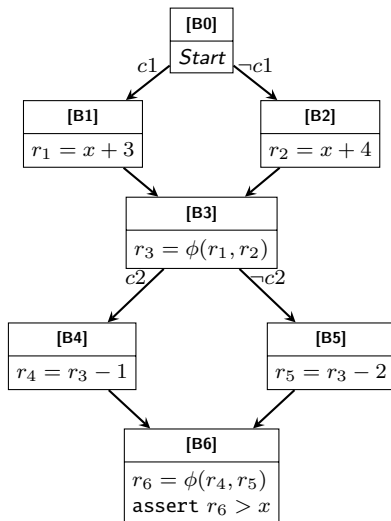 [B0]
Start
c1
¬c1
[B1]
r₁ = x + 3
[B2]
r₂ = x + 4
[B3]
r₃ = ϕ(r₁, r₂)
c2
¬c2
[B4]
r₄ = r₃ − 1
[B5]
r₅ = r₃ − 2
[B6]
r₆ = ϕ(r₄, r₅)
assert r₆ > x